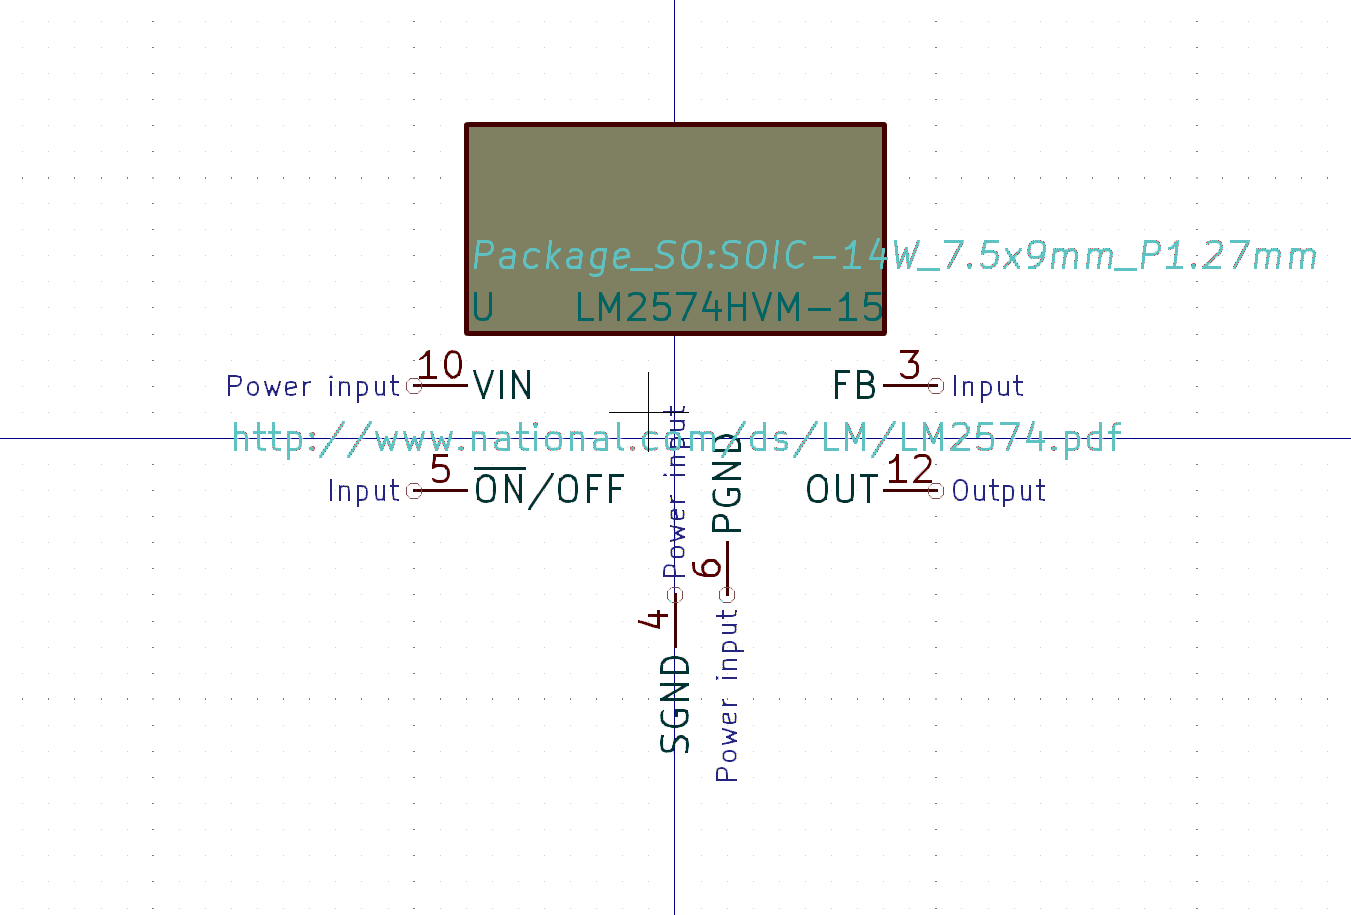 Package_SO:SOIC-14W_7.5x9mm_P1.27mm
U LM2574HVM-15
Power input 10 VIN
FB 3 Input
http://www.national.com/ds/LM/LM2574.pdf
Input 5 ON/OFF
OUT 12 Output
Power input
4
SGND
PGND
6
Power input